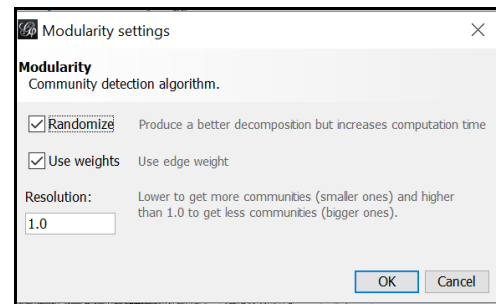 Modularity settings
Modularity
Community detection algorithm.
Randomize Produce a better decomposition but increases computation time
Use weights Use edge weight
Resolution: Lower to get more communities (smaller ones) and higher
than 1.0 to get less communities (bigger ones).
1.0
OK Cancel